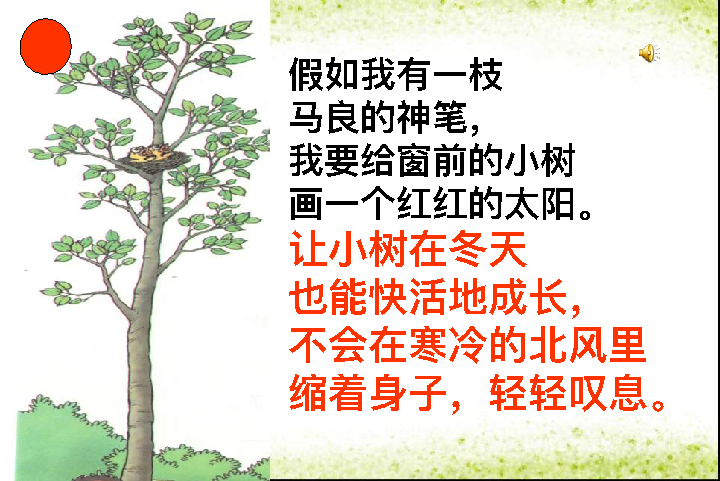 假如我有一枝
马良的神笔，
我要给窗前的小树
画一个红红的太阳。
让小树在冬天
也能快活地成长，
不会在寒冷的北风里
缩着身子，轻轻叹息。